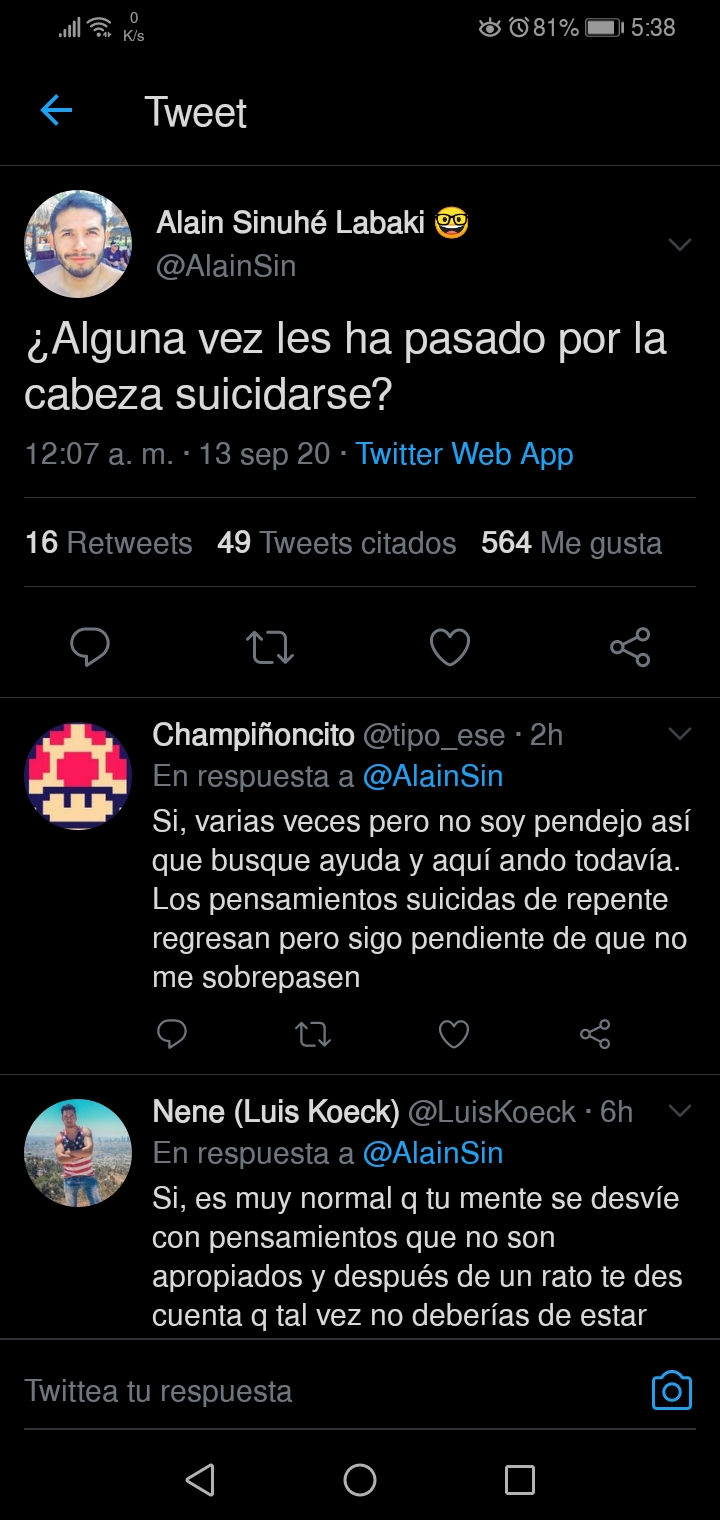 0
K/s
81%
5:38
Tweet
Alain Sinuhé Labaki 🤓
@AlainSin
¿Alguna vez les ha pasado por la
cabeza suicidarse?
12:07 a. m. · 13 sep 20 · Twitter Web App
16 Retweets 49 Tweets citados 564 Me gusta
Champiñoncito @tipo_ese · 2h
En respuesta a @AlainSin
Si, varias veces pero no soy pendejo así
que busque ayuda y aquí ando todavía.
Los pensamientos suicidas de repente
regresan pero sigo pendiente de que no
me sobrepasen
Nene (Luis Koeck) @LuisKoeck · 6h
En respuesta a @AlainSin
Si, es muy normal q tu mente se desvíe
con pensamientos que no son
apropiados y después de un rato te des
cuenta q tal vez no deberías de estar
Twittea tu respuesta